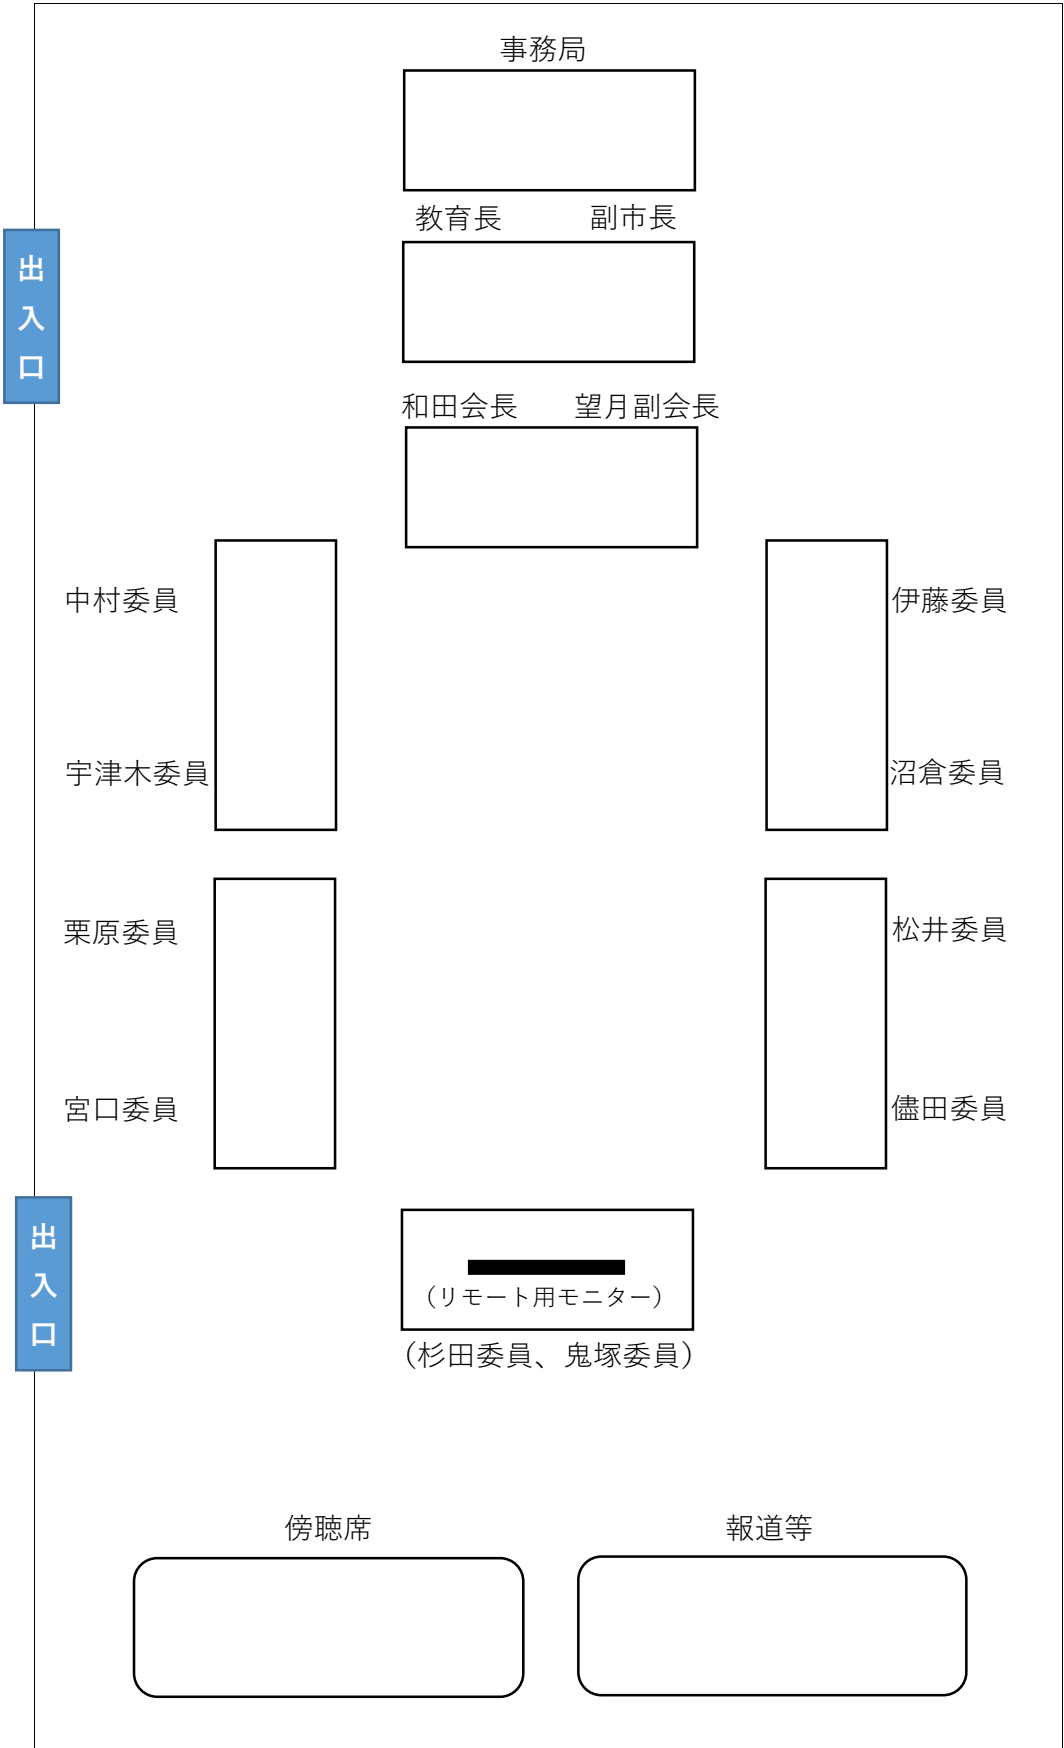 事務局
教育長 副市長
出入口
和田会長 望月副会長
中村委員 伊藤委員
宇津木委員 沼倉委員
栗原委員 松井委員
宮口委員 儘田委員
出入口
（リモート用モニター）
（杉田委員、鬼塚委員）
傍聴席 報道等